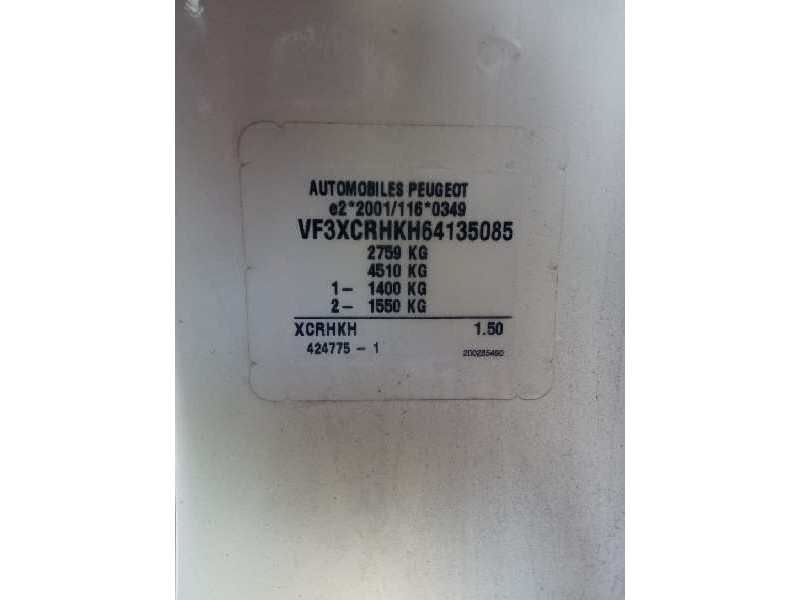 AUTOMOBILES PEUGEOT
e2*2001/116*0349
VF3XCRHKH64135085
2759 KG
4510 KG
1- 1400 KG
2- 1550 KG
XCRHKH 1.50
424775-1 200285460